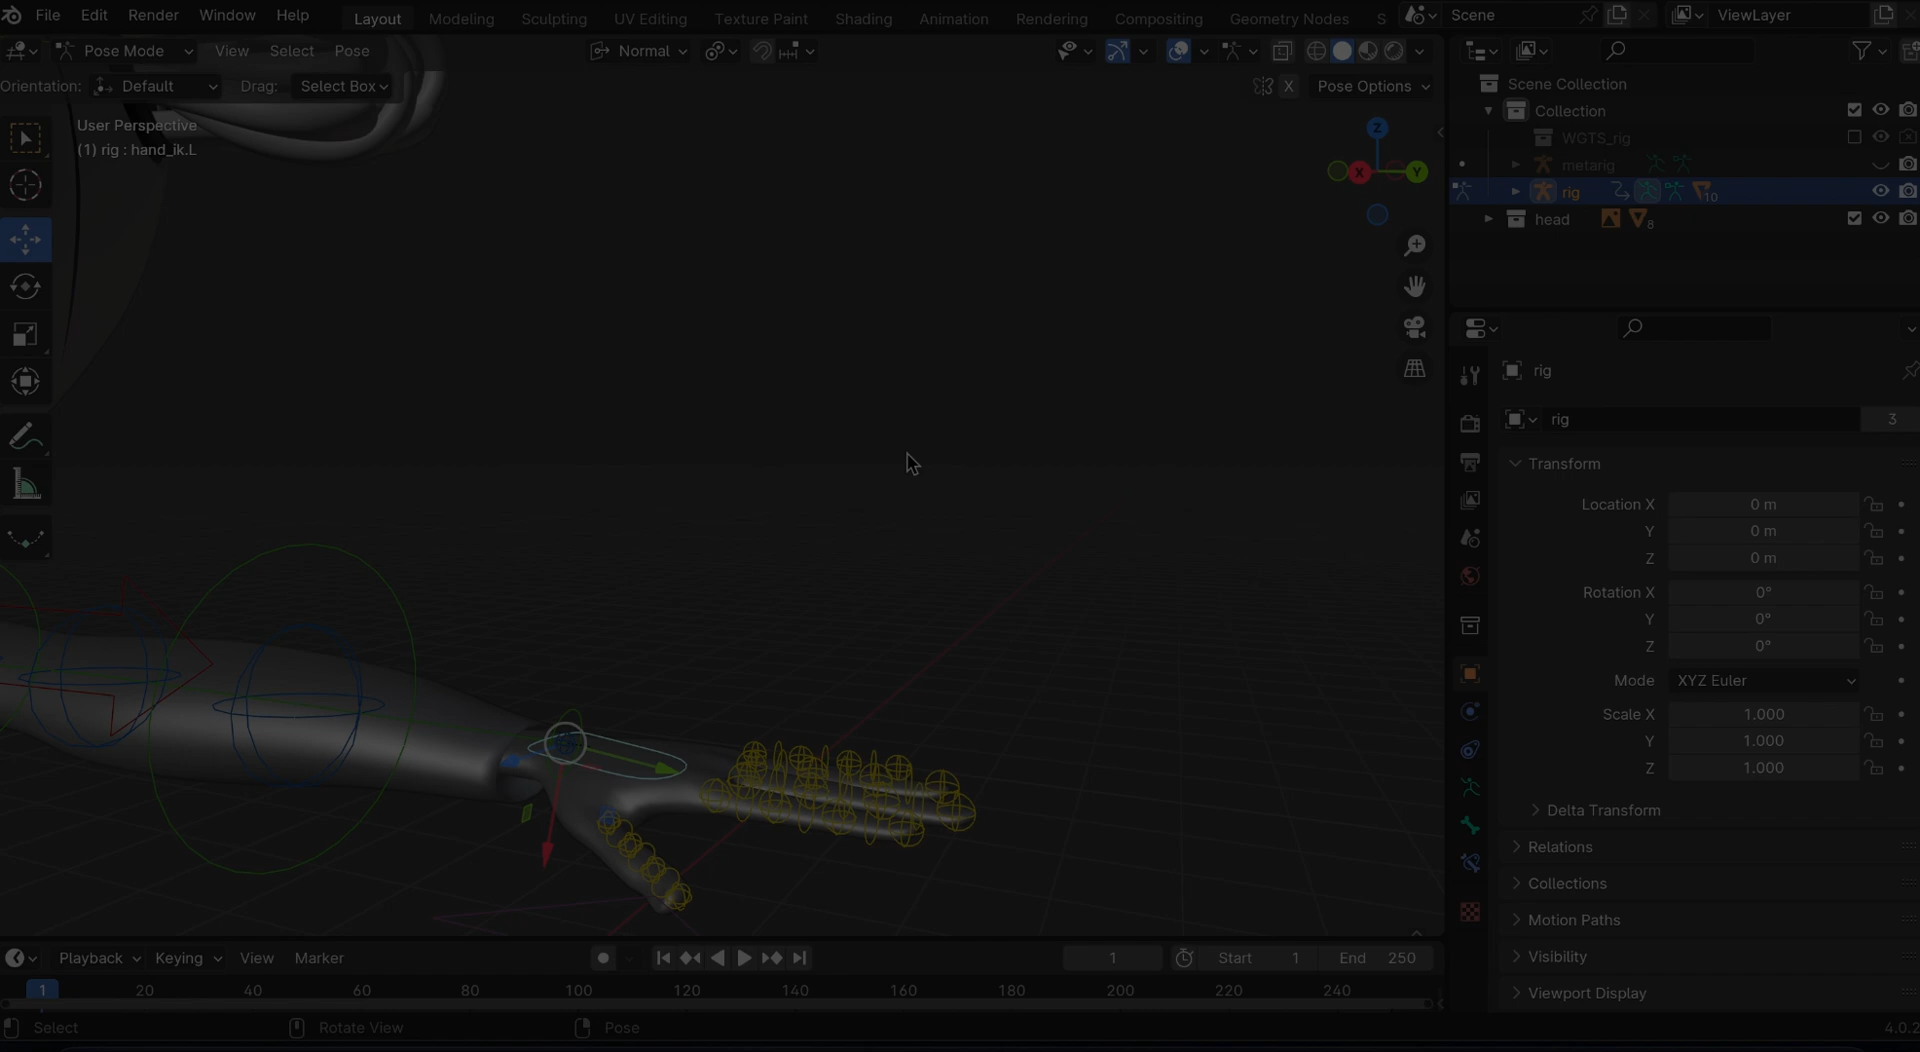 File Edit Render Window Help Layout Modeling Sculpting UV Editing Texture Paint Shading Animation Rendering Compositing Geometry Nodes S Scene ViewLayer
Pose Mode View Select Pose Normal
Orientation: Default Drag: Select Box X Pose Options
User Perspective
(1) rig : hand_ik.L
Z
X
Y
Scene Collection
Collection
WGTS_rig
metarig
rig 10
head 8
rig
rig 3
Transform
Location X 0 m
Y 0 m
Z 0 m
Rotation X 0°
Y 0°
Z 0°
Mode XYZ Euler
Scale X 1.000
Y 1.000
Z 1.000
Delta Transform
Relations
Collections
Motion Paths
Visibility
Viewport Display
Playback Keying View Marker 1 Start 1 End 250
1 20 40 60 80 100 120 140 160 180 200 220 240
Select Rotate View Pose 4.0.2